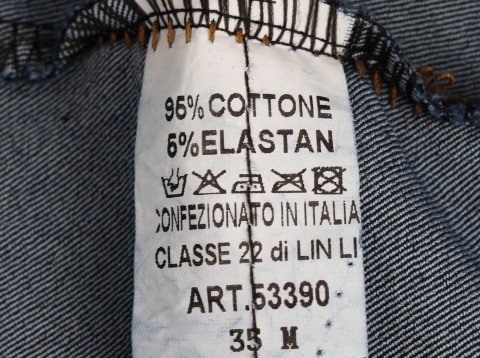 95% COTTONE
5%ELASTAN
CONFEZIONATO IN ITALIA
CLASSE 22 di LIN LI
ART.53390
35 M